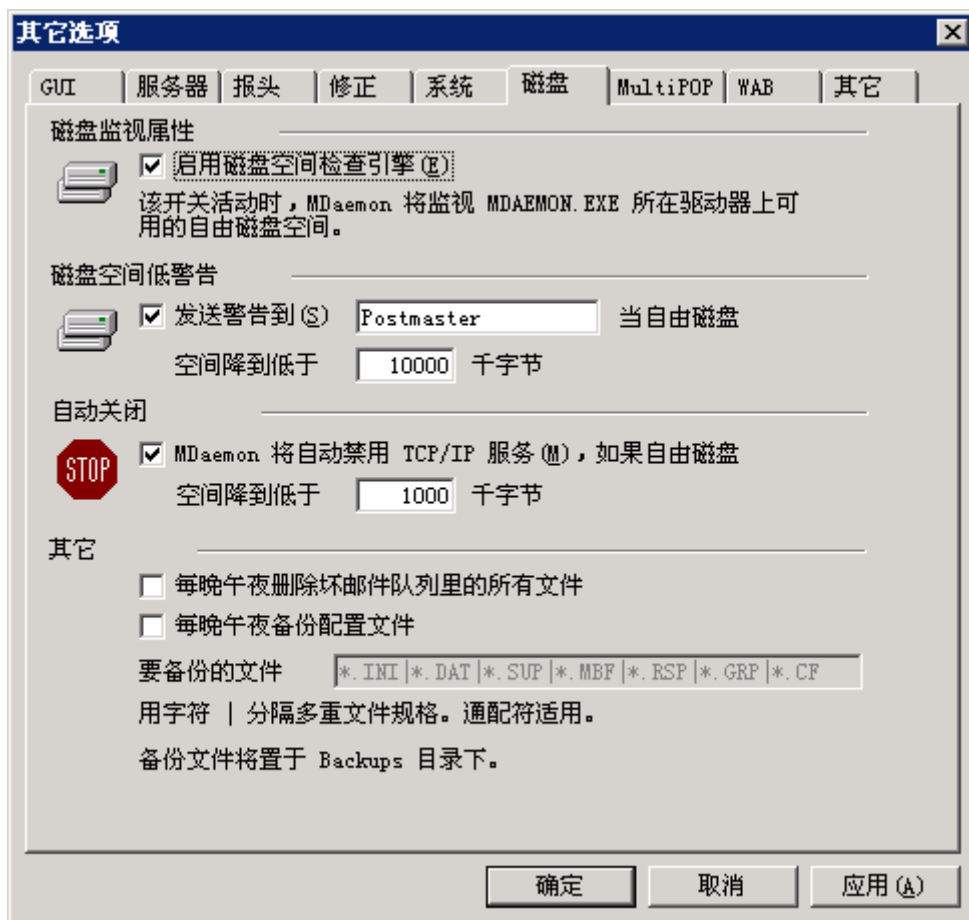 其它选项
GUI 服务器 报头 修正 系统 磁盘 MultiPOP WAB 其它
磁盘监视属性
启用磁盘空间检查引擎(E)
该开关活动时，MDaemon 将监视 MDAEMON.EXE 所在驱动器上可
用的自由磁盘空间。
磁盘空间低警告
发送警告到(S) Postmaster 当自由磁盘
空间降到低于 10000 千字节
自动关闭
STOP MDaemon 将自动禁用 TCP/IP 服务(M)，如果自由磁盘
空间降到低于 1000 千字节
其它
每晚午夜删除坏邮件队列里的所有文件
每晚午夜备份配置文件
要备份的文件 *.INI|*.DAT|*.SUP|*.MBF|*.RSP|*.GRP|*.CF
用字符 | 分隔多重文件规格。通配符适用。
备份文件将置于 Backups 目录下。
确定 取消 应用(A)